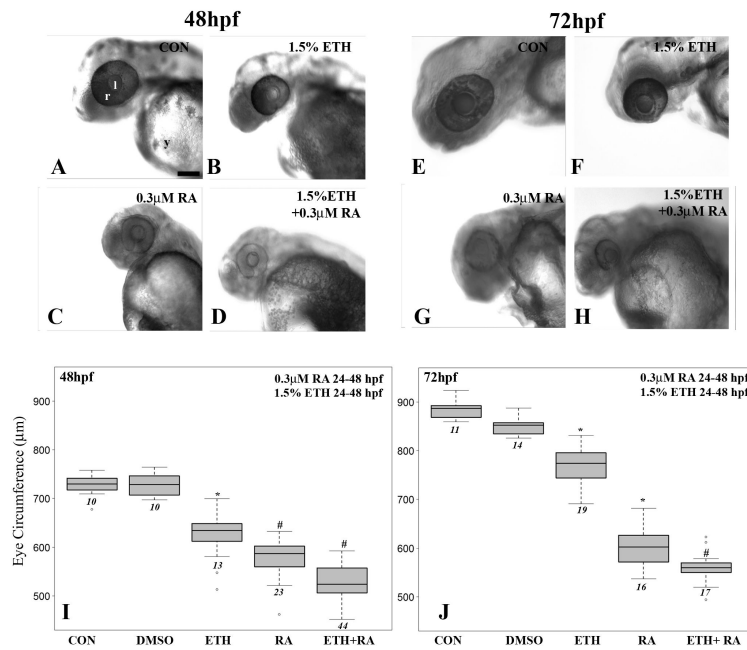 48hpf 72hpf
CON
1.5% ETH
CON
1.5% ETH
l
r
y
A
B
E
F
0.3μM RA
1.5%ETH
+0.3μM RA
0.3μM RA
1.5%ETH
+0.3μM RA
C
D
G
H
Eye Circumference (μm)
48hpf
0.3μM RA 24-48 hpf
1.5% ETH 24-48 hpf
900
800
700
600
500
10
10
*
13
#
23
#
44
I
CON DMSO ETH RA ETH+RA
72hpf
0.3μM RA 24-48 hpf
1.5% ETH 24-48 hpf
900
800
700
600
500
11
14
*
19
*
16
#
17
J
CON DMSO ETH RA ETH+ RA